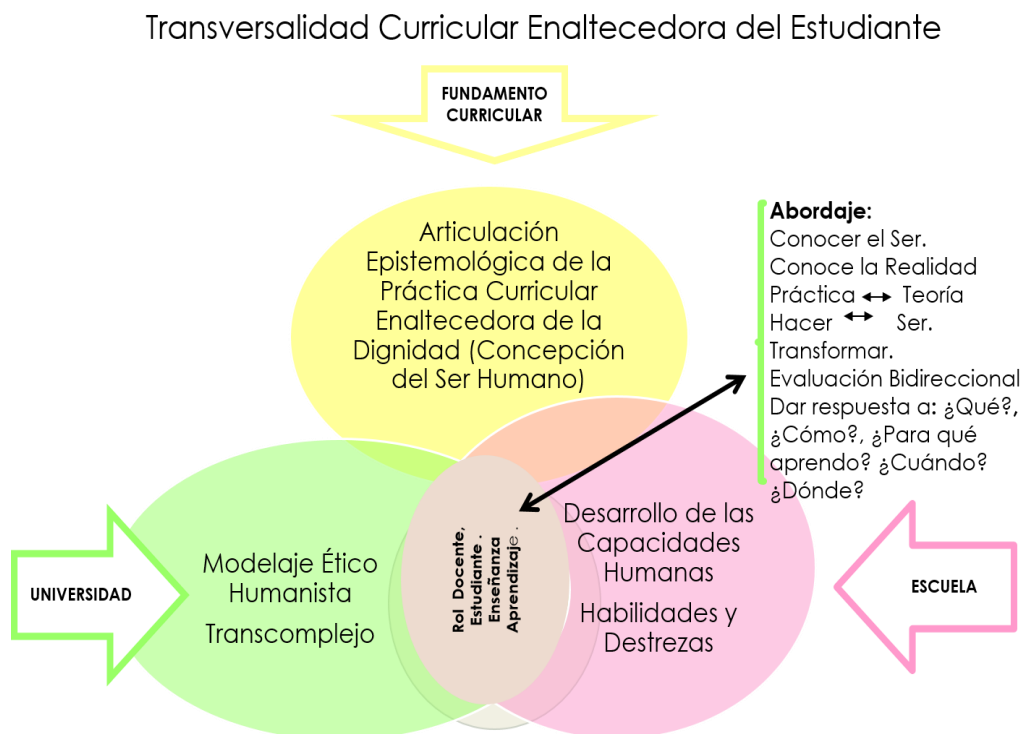 Transversalidad Curricular Enaltecedora del Estudiante
FUNDAMENTO
CURRICULAR
Articulación
Epistemológica de la
Práctica Curricular
Enaltecedora de la
Dignidad (Concepción
del Ser Humano)
Abordaje:
Conocer el Ser.
Conoce la Realidad
Práctica ↔ Teoría
Hacer ↔ Ser.
Transformar.
Evaluación Bidireccional
Dar respuesta a: ¿Qué?,
¿Cómo?, ¿Para qué
aprendo? ¿Cuándo?
¿Dónde?
UNIVERSIDAD
Modelaje Ético
Humanista
Transcomplejo
Rol Docente,
Estudiante .
Enseñanza
Aprendizaje .
Desarrollo de las
Capacidades
Humanas
Habilidades y
Destrezas
ESCUELA